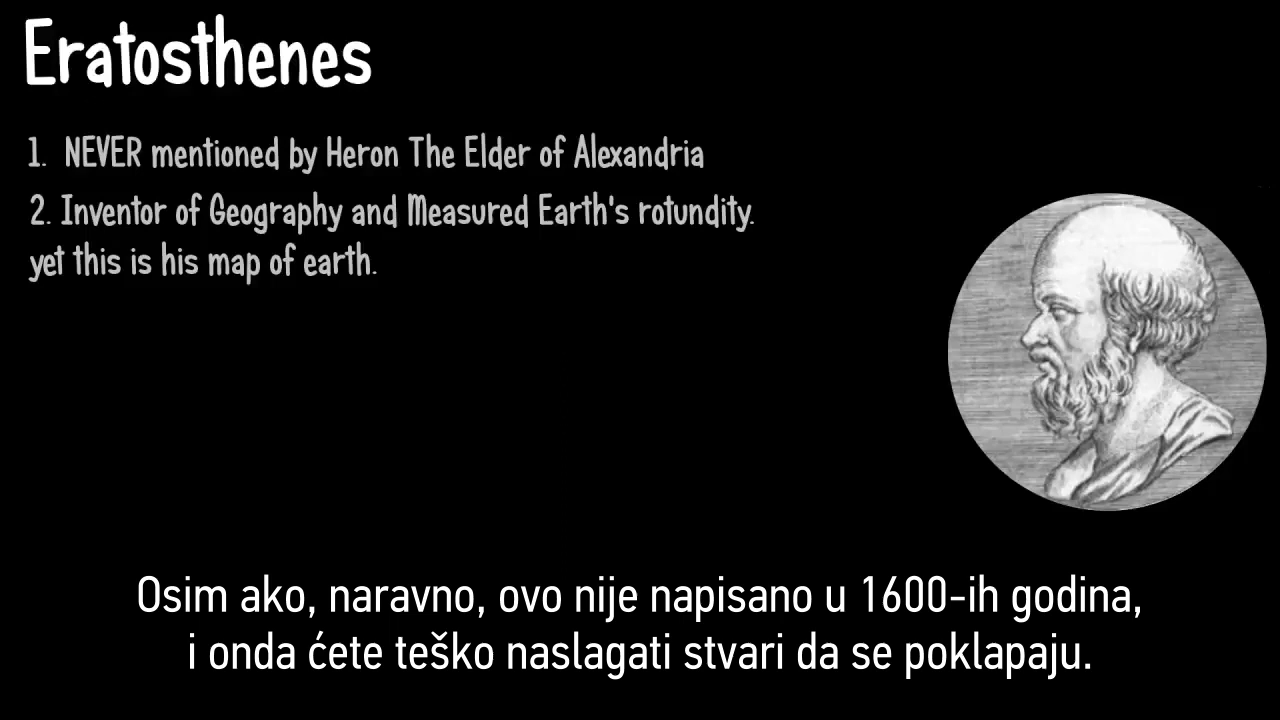 Eratosthenes
1. NEVER mentioned by Heron The Elder of Alexandria
2. Inventor of Geography and Measured Earth's rotundity.
yet this is his map of earth.
Osim ako, naravno, ovo nije napisano u 1600-ih godina,
i onda ćete teško naslagati stvari da se poklapaju.